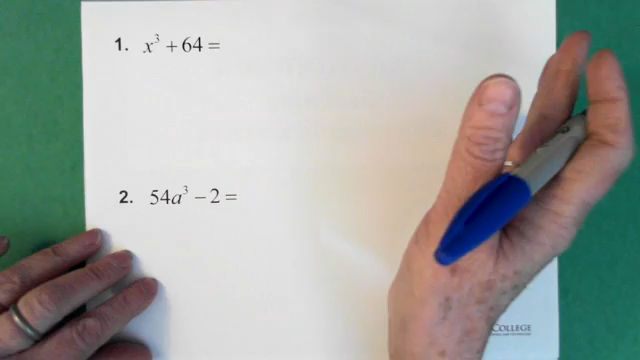 1. x³ + 64 =
2. 54a³ − 2 =
COLLEGE